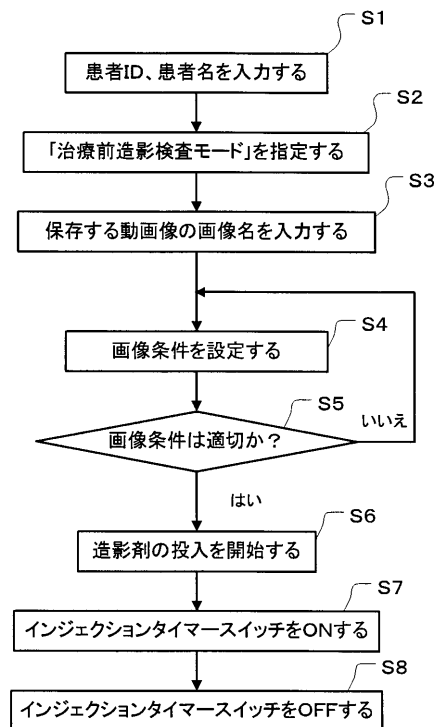 S1
患者ID、患者名を入力する
S2
「治療前造影検査モード」を指定する
S3
保存する動画像の画像名を入力する
S4
画像条件を設定する
S5
画像条件は適切か？
いいえ
はい
S6
造影剤の投入を開始する
S7
インジェクションタイマースイッチをONする
S8
インジェクションタイマースイッチをOFFする